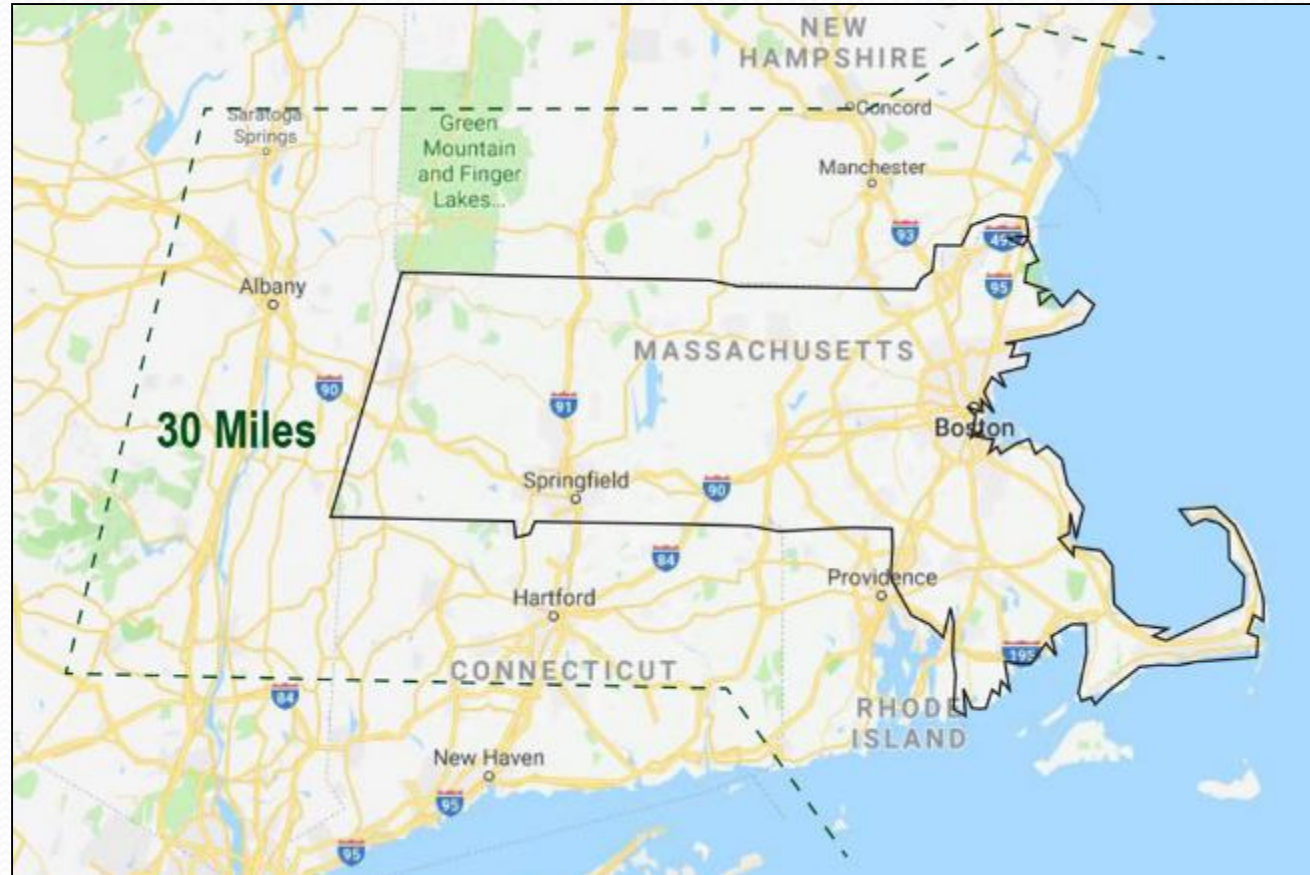 NEW
HAMPSHIRE
Concord
Saratoga
Springs
Green
Mountain
and Finger
Lakes...
Manchester
93
495
95
Albany
MASSACHUSETTS
90
91
30 Miles
Boston
Springfield
90
84
Providence
Hartford
195
CONNECTICUT
84
RHODE
ISLAND
New Haven
95
95